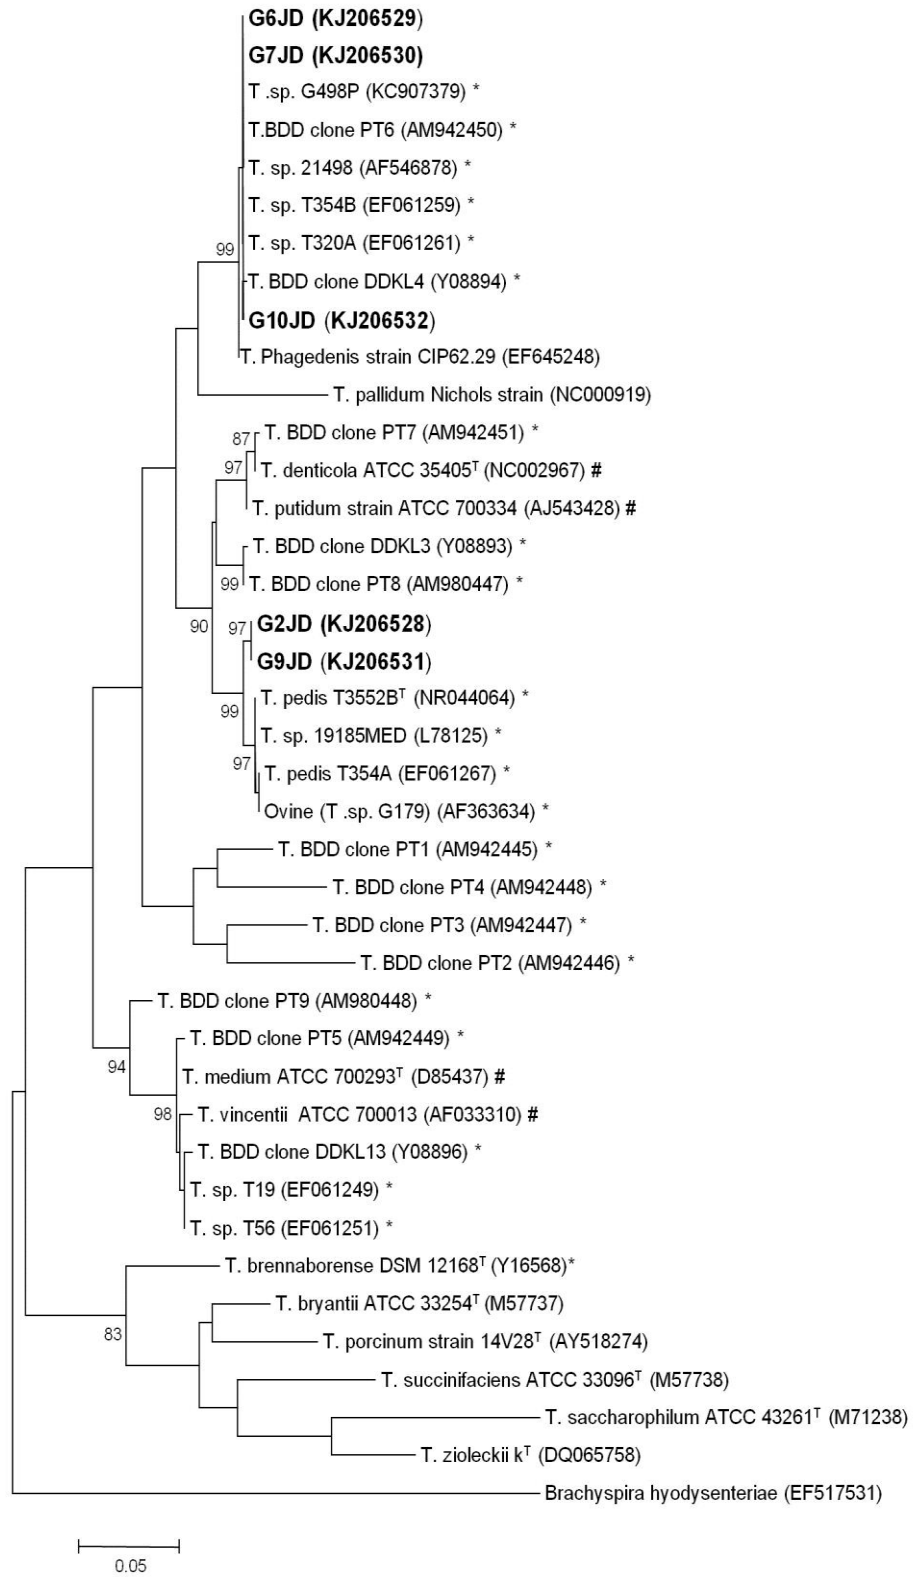 G6JD (KJ206529)
G7JD (KJ206530)
T .sp. G498P (KC907379) *
T.BDD clone PT6 (AM942450) *
T. sp. 21498 (AF546878) *
T. sp. T354B (EF061259) *
T. sp. T320A (EF061261) *
99
T. BDD clone DDKL4 (Y08894) *
G10JD (KJ206532)
T. Phagedenis strain CIP62.29 (EF645248)
T. pallidum Nichols strain (NC000919)
87 T. BDD clone PT7 (AM942451) *
97 T. denticola ATCC 35405ᵀ (NC002967) #
T. putidum strain ATCC 700334 (AJ543428) #
T. BDD clone DDKL3 (Y08893) *
99 T. BDD clone PT8 (AM980447) *
90 97 G2JD (KJ206528)
G9JD (KJ206531)
T. pedis T3552Bᵀ (NR044064) *
99
T. sp. 19185MED (L78125) *
97 T. pedis T354A (EF061267) *
Ovine (T .sp. G179) (AF363634) *
T. BDD clone PT1 (AM942445) *
T. BDD clone PT4 (AM942448) *
T. BDD clone PT3 (AM942447) *
T. BDD clone PT2 (AM942446) *
T. BDD clone PT9 (AM980448) *
T. BDD clone PT5 (AM942449) *
94
T. medium ATCC 700293ᵀ (D85437) #
98 T. vincentii ATCC 700013 (AF033310) #
T. BDD clone DDKL13 (Y08896) *
T. sp. T19 (EF061249) *
T. sp. T56 (EF061251) *
T. brennaborense DSM 12168ᵀ (Y16568)*
T. bryantii ATCC 33254ᵀ (M57737)
83
T. porcinum strain 14V28ᵀ (AY518274)
T. succinifaciens ATCC 33096ᵀ (M57738)
T. saccharophilum ATCC 43261ᵀ (M71238)
T. zioleckii kᵀ (DQ065758)
Brachyspira hyodysenteriae (EF517531)
0.05